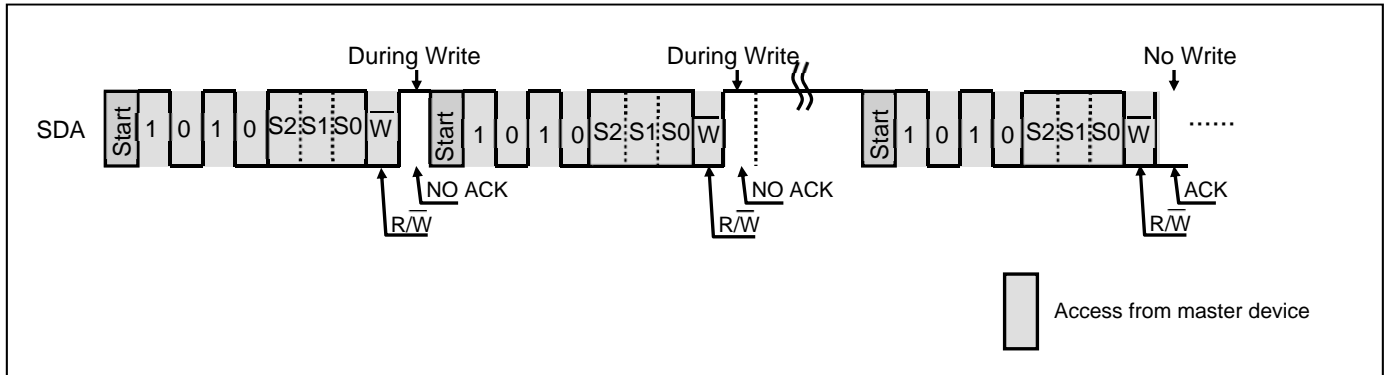 During Write During Write No Write
SDA Start 1 0 1 0 S2 S1 S0 W̅ Start 1 0 1 0 S2 S1 S0 W̅ Start 1 0 1 0 S2 S1 S0 W̅ ......
NO ACK NO ACK ACK
R/W̅ R/W̅ R/W̅
Access from master device